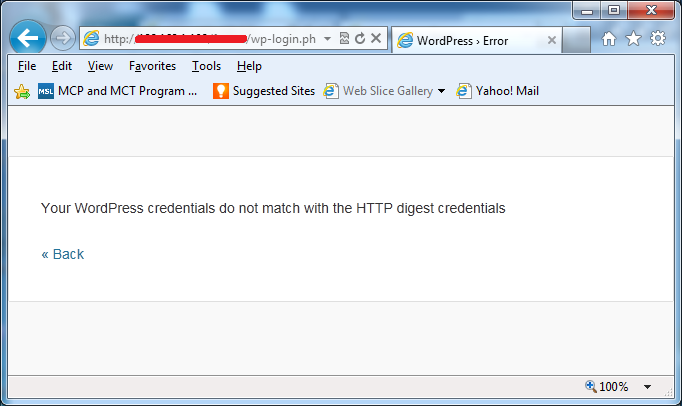 http:// /wp-login.ph
WordPress › Error
File Edit View Favorites Tools Help
MSL MCP and MCT Program ... Suggested Sites Web Slice Gallery Yahoo! Mail
Your WordPress credentials do not match with the HTTP digest credentials
« Back
100%